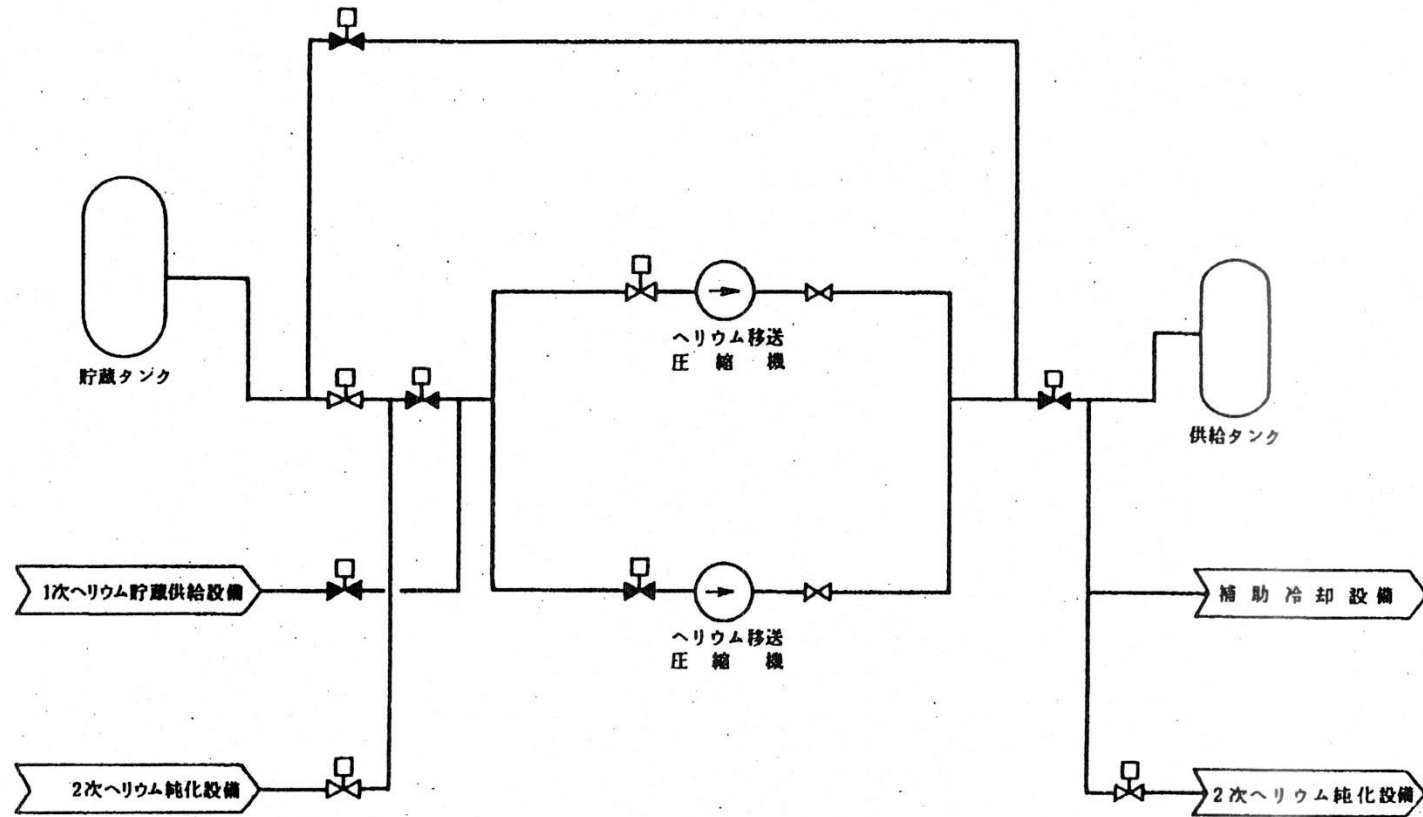 ヘリウム移送
圧縮機
貯蔵タンク
供給タンク
1次ヘリウム貯蔵供給設備
補助冷却設備
ヘリウム移送
圧縮機
2次ヘリウム純化設備
2次ヘリウム純化設備